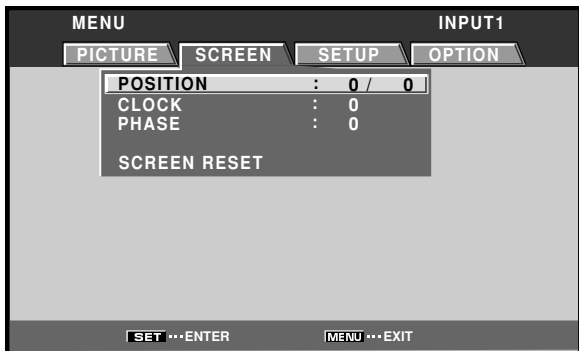 MENU INPUT1
PICTURE SCREEN SETUP OPTION
POSITION : 0 / 0
CLOCK : 0
PHASE : 0
SCREEN RESET
SET ···ENTER MENU ···EXIT